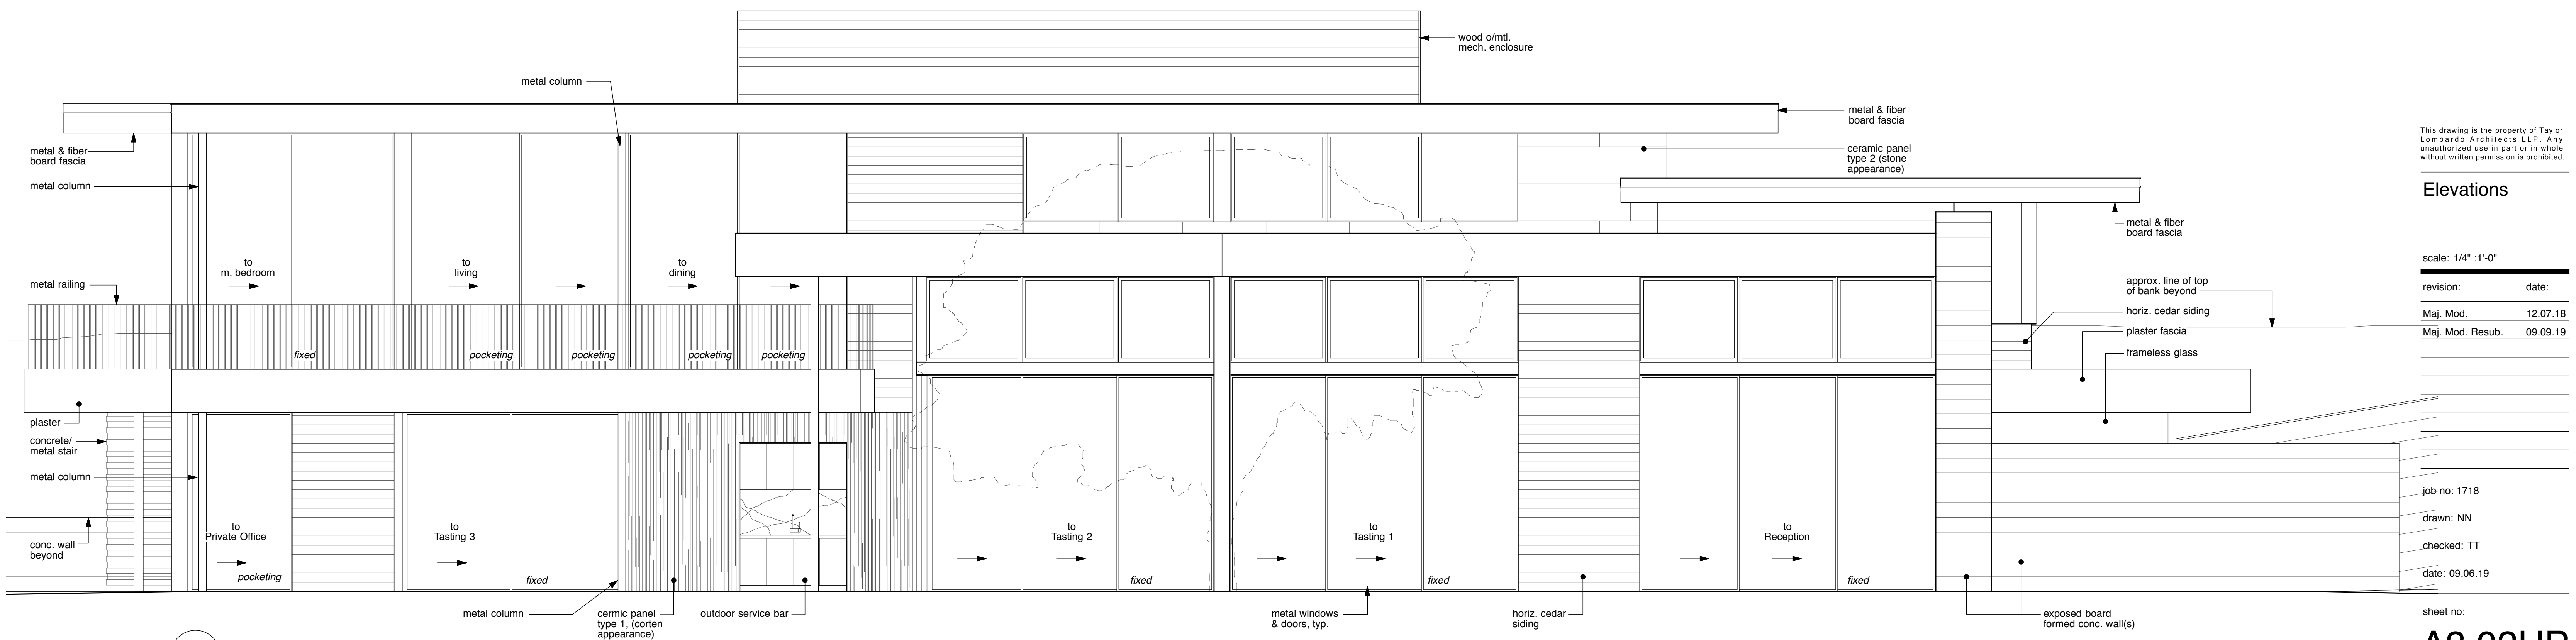 wood o/mtl.
mech. enclosure
metal column
metal & fiber
board fascia
metal & fiber
board fascia
metal column
ceramic panel
type 2 (stone
appearance)
metal & fiber
board fascia
to
m. bedroom
to
living
to
dining
metal railing
approx. line of top
of bank beyond
horiz. cedar siding
plaster fascia
frameless glass
fixed
pocketing
pocketing
pocketing
pocketing
plaster
concrete/
metal stair
metal column
conc. wall
beyond
to
Private Office
pocketing
to
Tasting 3
fixed
to
Tasting 2
fixed
to
Tasting 1
fixed
to
Reception
fixed
metal column
cermic panel
type 1, (corten
appearance)
outdoor service bar
metal windows
& doors, typ.
horiz. cedar
siding
exposed board
formed conc. wall(s)
This drawing is the property of Taylor
Lombardo Architects LLP. Any
unauthorized use in part or in whole
without written permission is prohibited.
Elevations
scale: 1/4" :1'-0"
revision: date:
Maj. Mod. 12.07.18
Maj. Mod. Resub. 09.09.19
job no: 1718
drawn: NN
checked: TT
date: 09.06.19
sheet no: